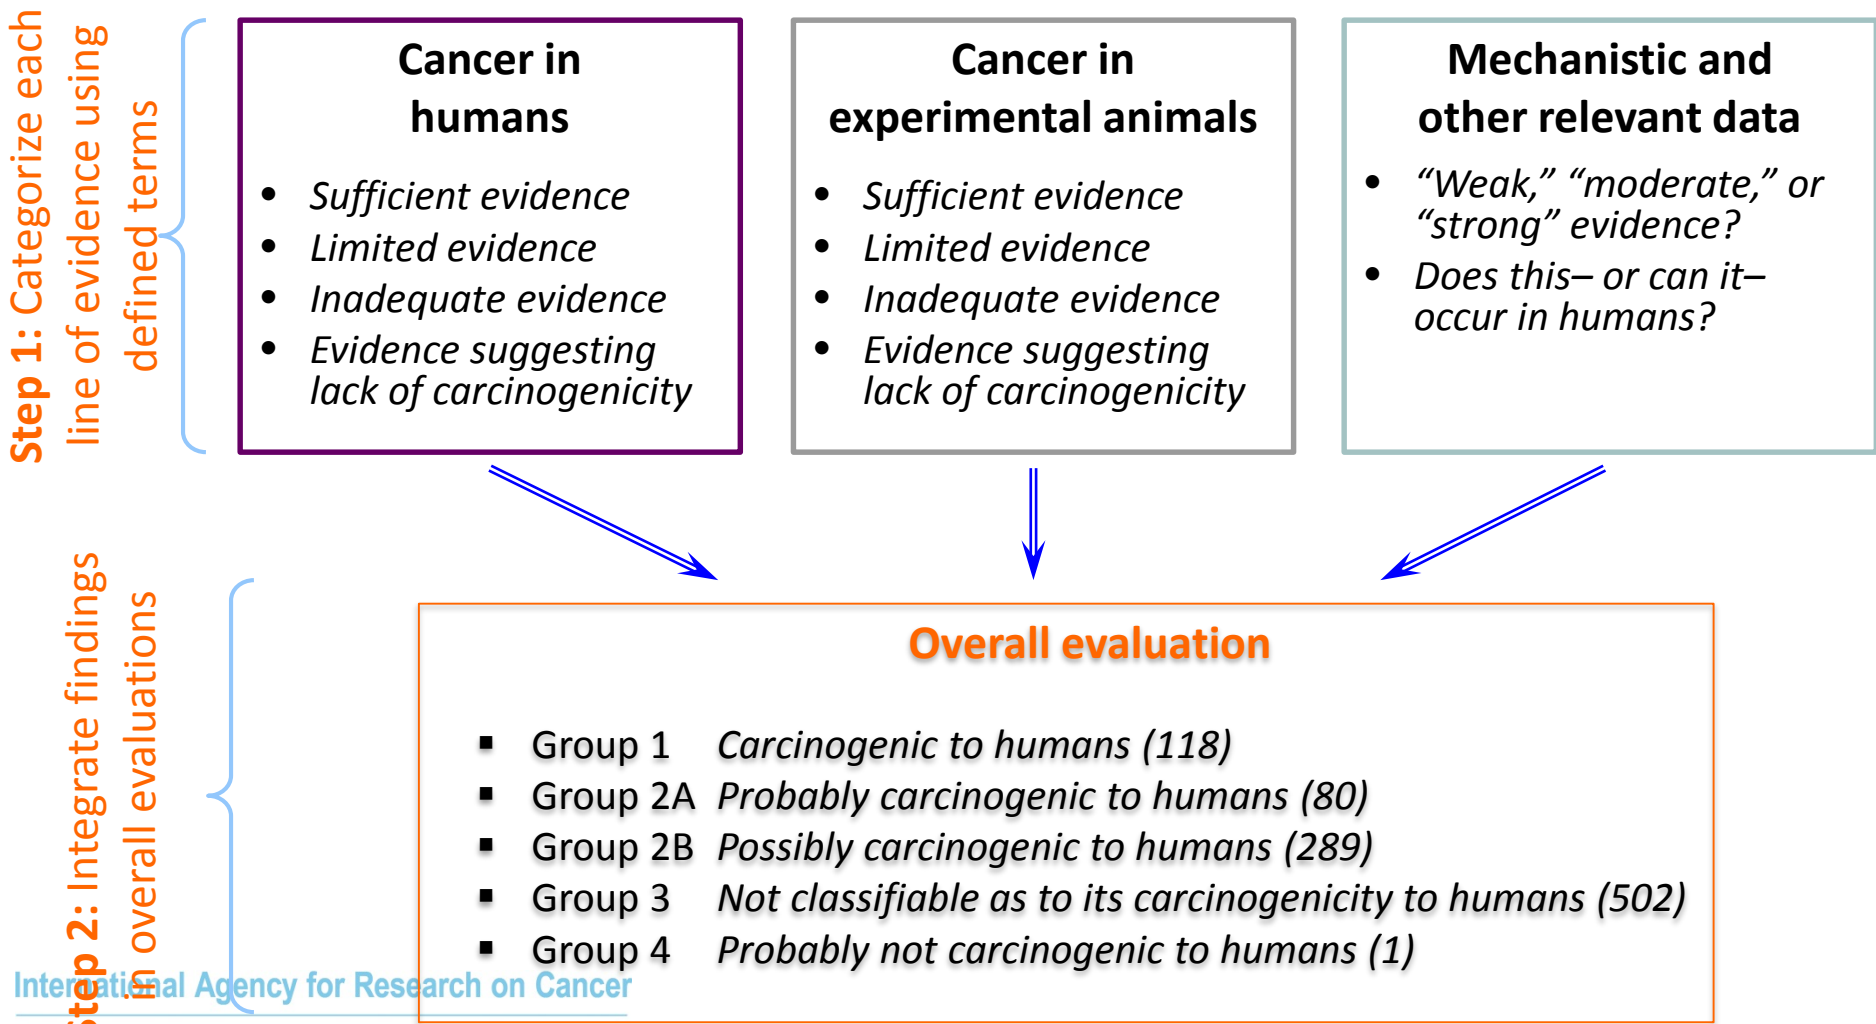 Step 1: Categorize each
line of evidence using
defined terms
Cancer in
humans
• Sufficient evidence
• Limited evidence
• Inadequate evidence
• Evidence suggesting
lack of carcinogenicity
Cancer in
experimental animals
• Sufficient evidence
• Limited evidence
• Inadequate evidence
• Evidence suggesting
lack of carcinogenicity
Mechanistic and
other relevant data
• “Weak,” “moderate,” or
“strong” evidence?
• Does this– or can it–
occur in humans?
Step 2: Integrate findings
in overall evaluations
Overall evaluation
▪ Group 1 Carcinogenic to humans (118)
▪ Group 2A Probably carcinogenic to humans (80)
▪ Group 2B Possibly carcinogenic to humans (289)
▪ Group 3 Not classifiable as to its carcinogenicity to humans (502)
▪ Group 4 Probably not carcinogenic to humans (1)
International Agency for Research on Cancer